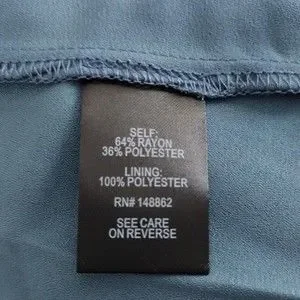 SELF:
64% RAYON
36% POLYESTER
LINING:
100% POLYESTER
RN# 148862
SEE CARE
ON REVERSE